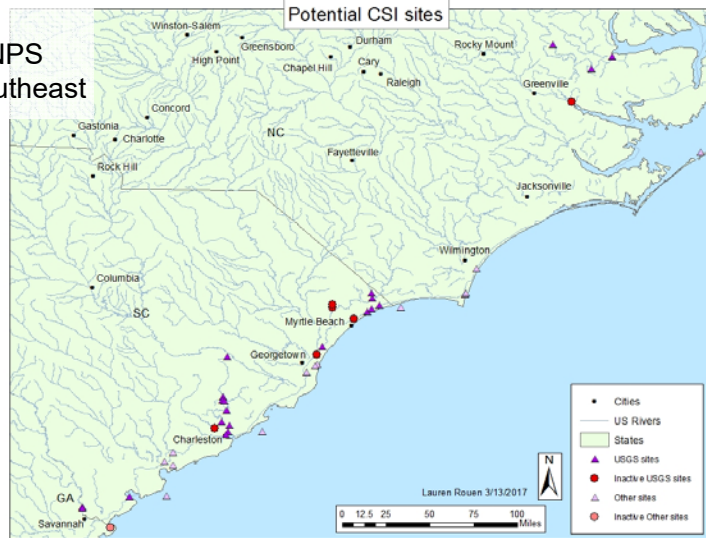 Potential CSI sites
NPS
utheast
Winston-Salem
Greensboro
High Point
Durham
Chapel Hill
Cary
Raleigh
Rocky Mount
Greenville
Concord
Gastonia
Charlotte
Rock Hill
NC
Fayetteville
Jacksonville
Wilmington
Columbia
SC
Myrtle Beach
Georgetown
Charleston
GA
Savannah
Lauren Rouen 3/13/2017
N
0 12.5 25 50 75 100
Miles
Cities
US Rivers
States
USGS sites
Inactive USGS sites
Other sites
Inactive Other sites